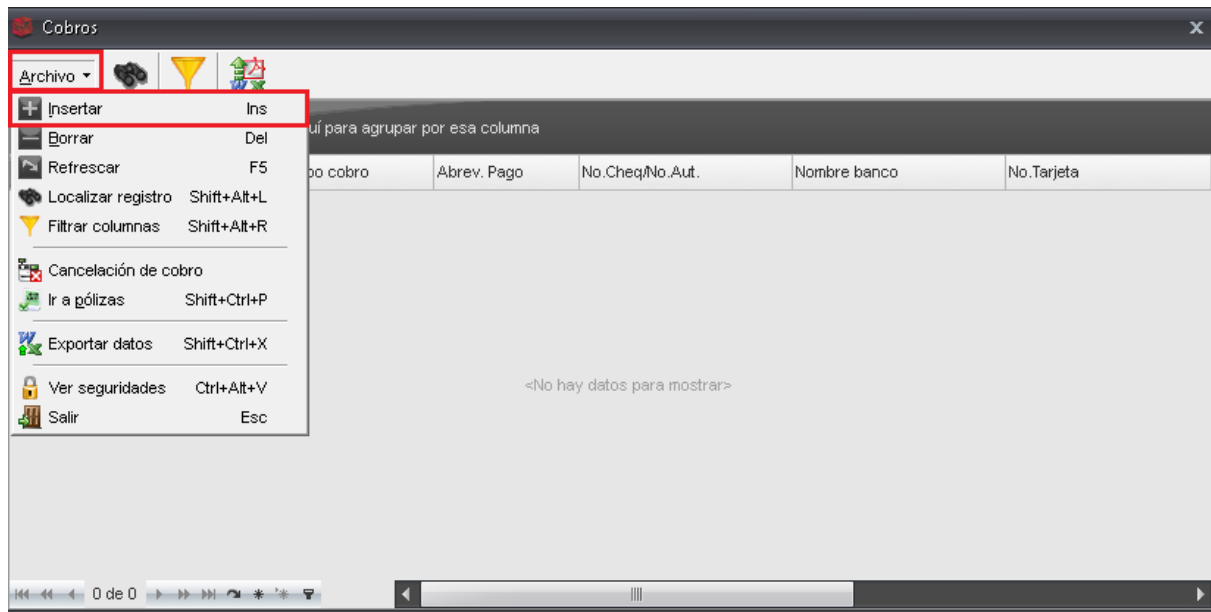 Cobros
Archivo
Insertar Ins
Borrar Del
Refrescar F5
Localizar registro Shift+Alt+L
Filtrar columnas Shift+Alt+R
Cancelación de cobro
Ir a pólizas Shift+Ctrl+P
Exportar datos Shift+Ctrl+X
Ver seguridades Ctrl+Alt+V
Salir Esc
para agrupar por esa columna
cobro Abrev. Pago No.Cheq/No.Aut. Nombre banco No.Tarjeta
<No hay datos para mostrar>
0 de 0